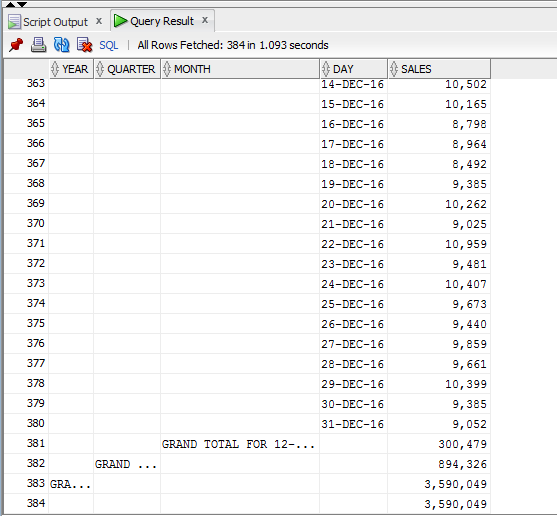 Script Output x Query Result x
SQL | All Rows Fetched: 384 in 1.093 seconds
YEAR QUARTER MONTH DAY SALES
363 14-DEC-16 10,502
364 15-DEC-16 10,165
365 16-DEC-16 8,798
366 17-DEC-16 8,964
367 18-DEC-16 8,492
368 19-DEC-16 9,385
369 20-DEC-16 10,262
370 21-DEC-16 9,025
371 22-DEC-16 10,959
372 23-DEC-16 9,481
373 24-DEC-16 10,407
374 25-DEC-16 9,673
375 26-DEC-16 9,440
376 27-DEC-16 9,859
377 28-DEC-16 9,661
378 29-DEC-16 10,399
379 30-DEC-16 9,385
380 31-DEC-16 9,052
381 GRAND TOTAL FOR 12-... 300,479
382 GRAND ... 894,326
383 GRA... 3,590,049
384 3,590,049